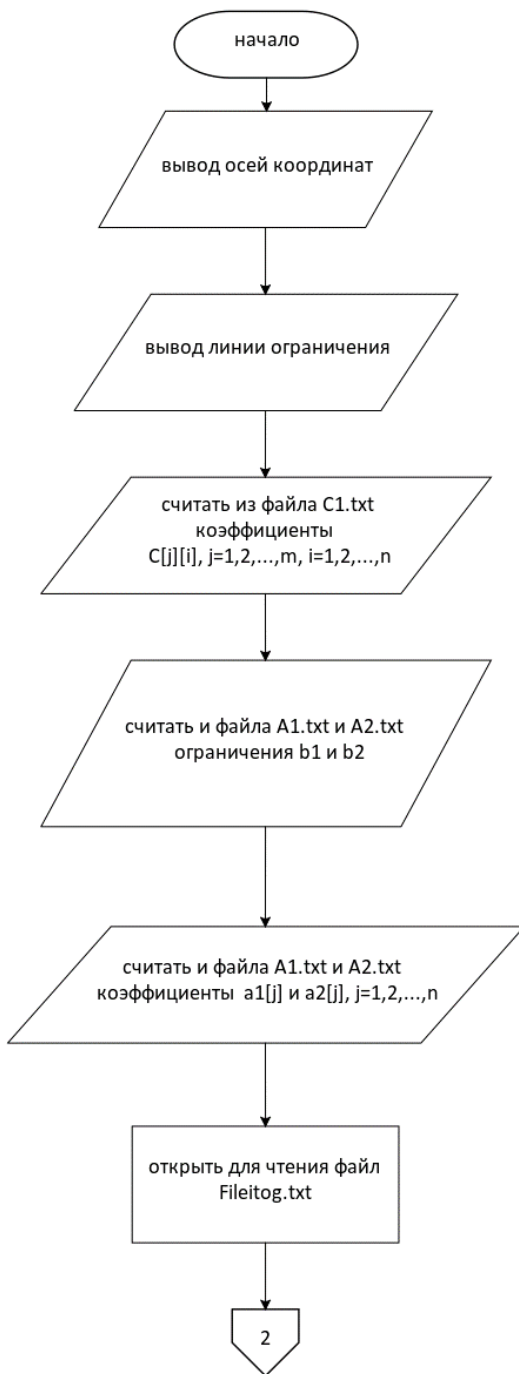 начало
вывод осей координат
вывод линии ограничения
считать из файла C1.txt
коэффициенты
C[j][i], j=1,2,...,m, i=1,2,...,n
считать и файла A1.txt и A2.txt
ограничения b1 и b2
считать и файла A1.txt и A2.txt
коэффициенты a1[j] и a2[j], j=1,2,...,n
открыть для чтения файл
Fileitog.txt
2